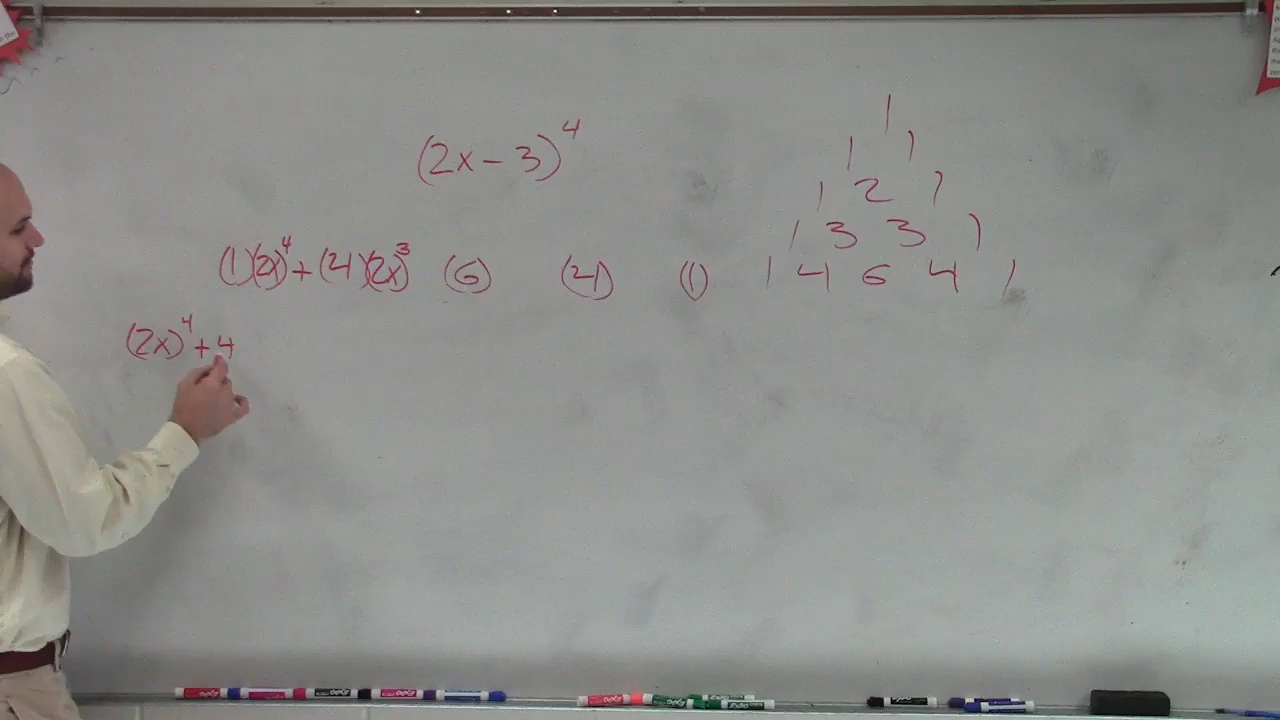 (2x - 3)^4
1
1 1
1 2 1
1 3 3 1
1 4 6 4 1
(1)(2x)^4 + (4)(2x)^3 (6) (4) (1)
(2x)^4 + 4